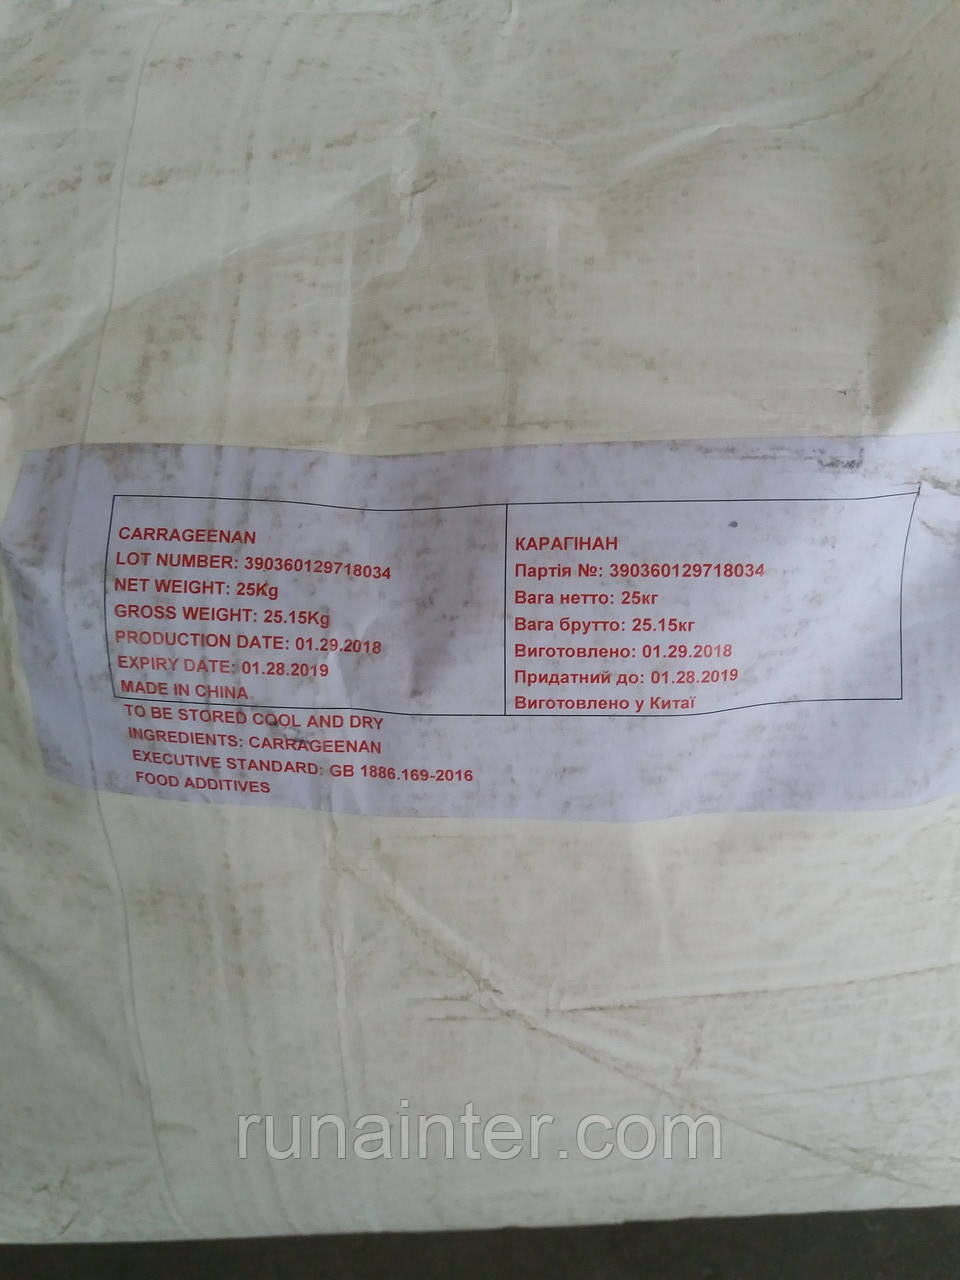 CARRAGEENAN
LOT NUMBER: 390360129718034
NET WEIGHT: 25Kg
GROSS WEIGHT: 25.15Kg
PRODUCTION DATE: 01.29.2018
EXPIRY DATE: 01.28.2019
MADE IN CHINA
TO BE STORED COOL AND DRY
INGREDIENTS: CARRAGEENAN
EXECUTIVE STANDARD: GB 1886.169-2016
FOOD ADDITIVES
КАРАГІНАН
Партія №: 390360129718034
Вага нетто: 25кг
Вага брутто: 25.15кг
Виготовлено: 01.29.2018
Придатний до: 01.28.2019
Виготовлено у Китаї
runainter.com